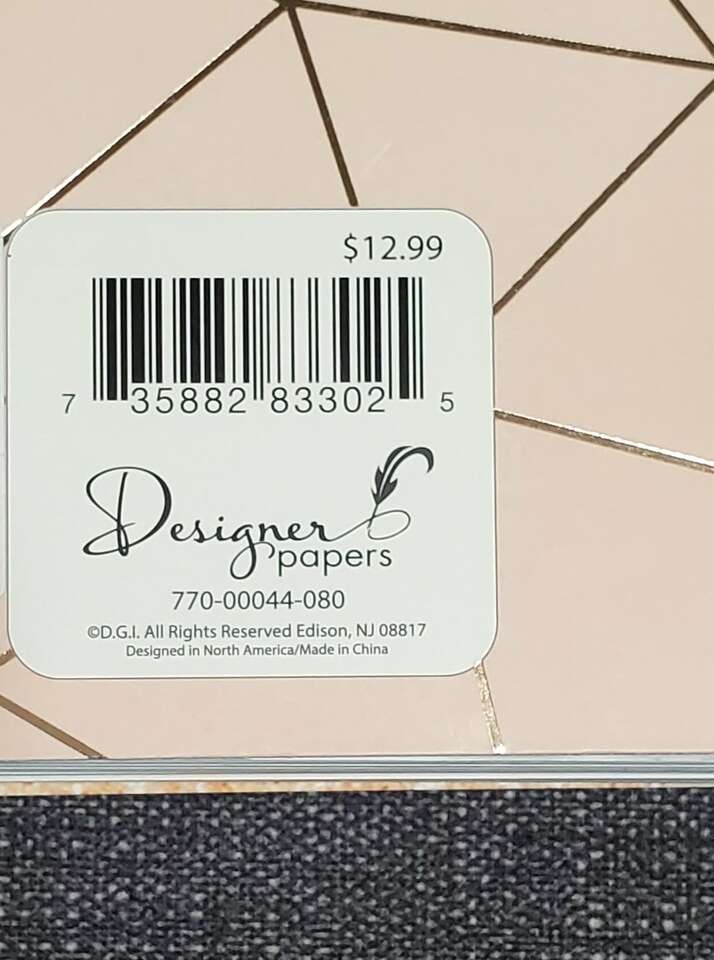 $12.99
7 35882 83302 5
Designer
papers
770-00044-080
©D.G.I. All Rights Reserved Edison, NJ 08817
Designed in North America/Made in China